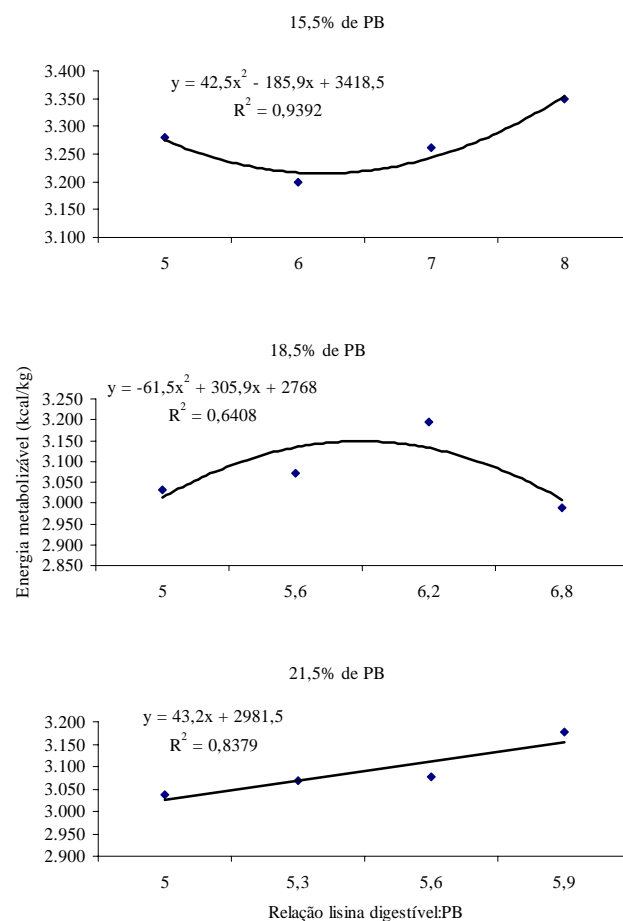 15,5% de PB
y = 42,5x² - 185,9x + 3418,5
R² = 0,9392
3.400
3.350
3.300
3.250
3.200
3.150
3.100
5 6 7 8
18,5% de PB
y = -61,5x² + 305,9x + 2768
R² = 0,6408
Energia metabolizável (kcal/kg)
3.250
3.200
3.150
3.100
3.050
3.000
2.950
2.900
2.850
5 5,6 6,2 6,8
21,5% de PB
y = 43,2x + 2981,5
R² = 0,8379
3.200
3.150
3.100
3.050
3.000
2.950
2.900
5 5,3 5,6 5,9
Relação lisina digestível:PB